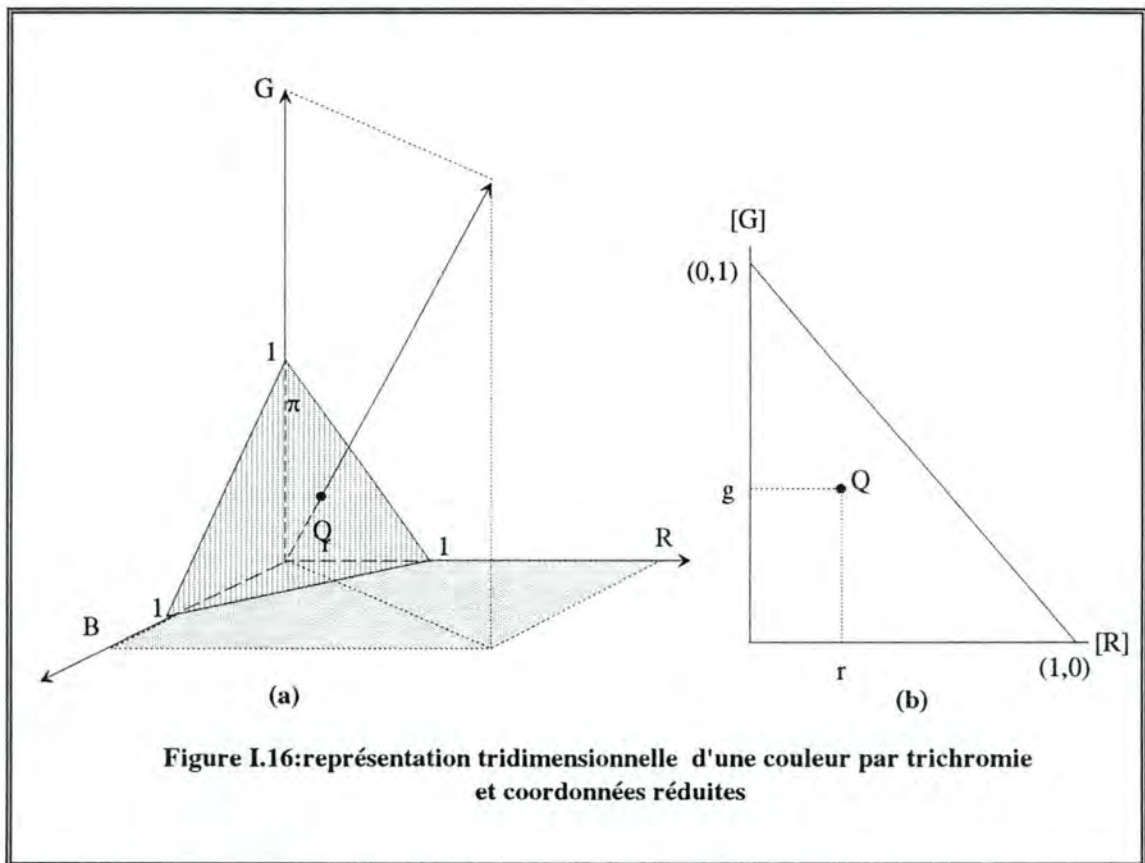 G
1
π
Q
r
1
R
1
B
(a)
[G]
(0,1)
g
Q
r
[R]
(1,0)
(b)
Figure I.16:représentation tridimensionnelle d'une couleur par trichromie
et coordonnées réduites